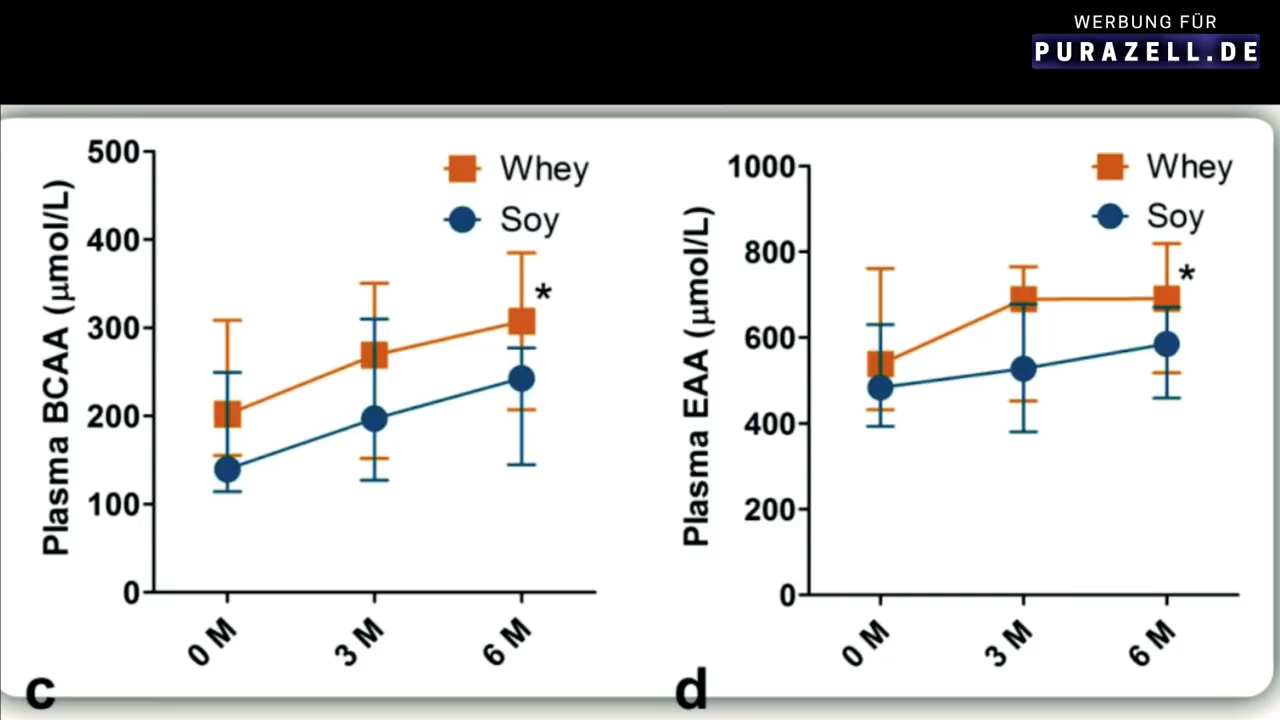 WERBUNG FÜR
PURAZELL.DE
Plasma BCAA (µmol/L)
500
400
300
200
100
0
Whey
Soy
*
0 M
3 M
6 M
c
Plasma EAA (µmol/L)
1000
800
600
400
200
0
Whey
Soy
*
0 M
3 M
6 M
d